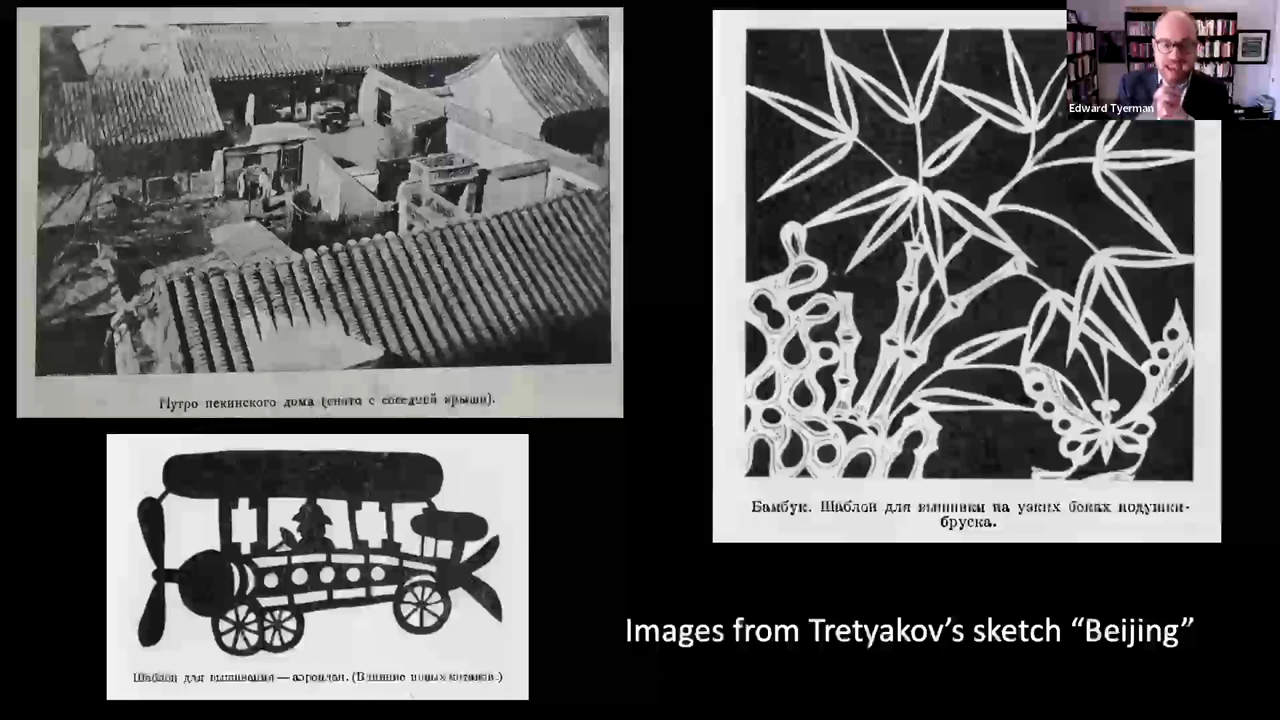 Edward Tyerman
Нутро пекинского дома (снято с соседней крыши).
Бамбук. Шаблон для вышивки на узких боках подушки-
бруска.
Шаблон для вышивания — аэроплан. (Влияние новых мотивов.)
Images from Tretyakov’s sketch “Beijing”